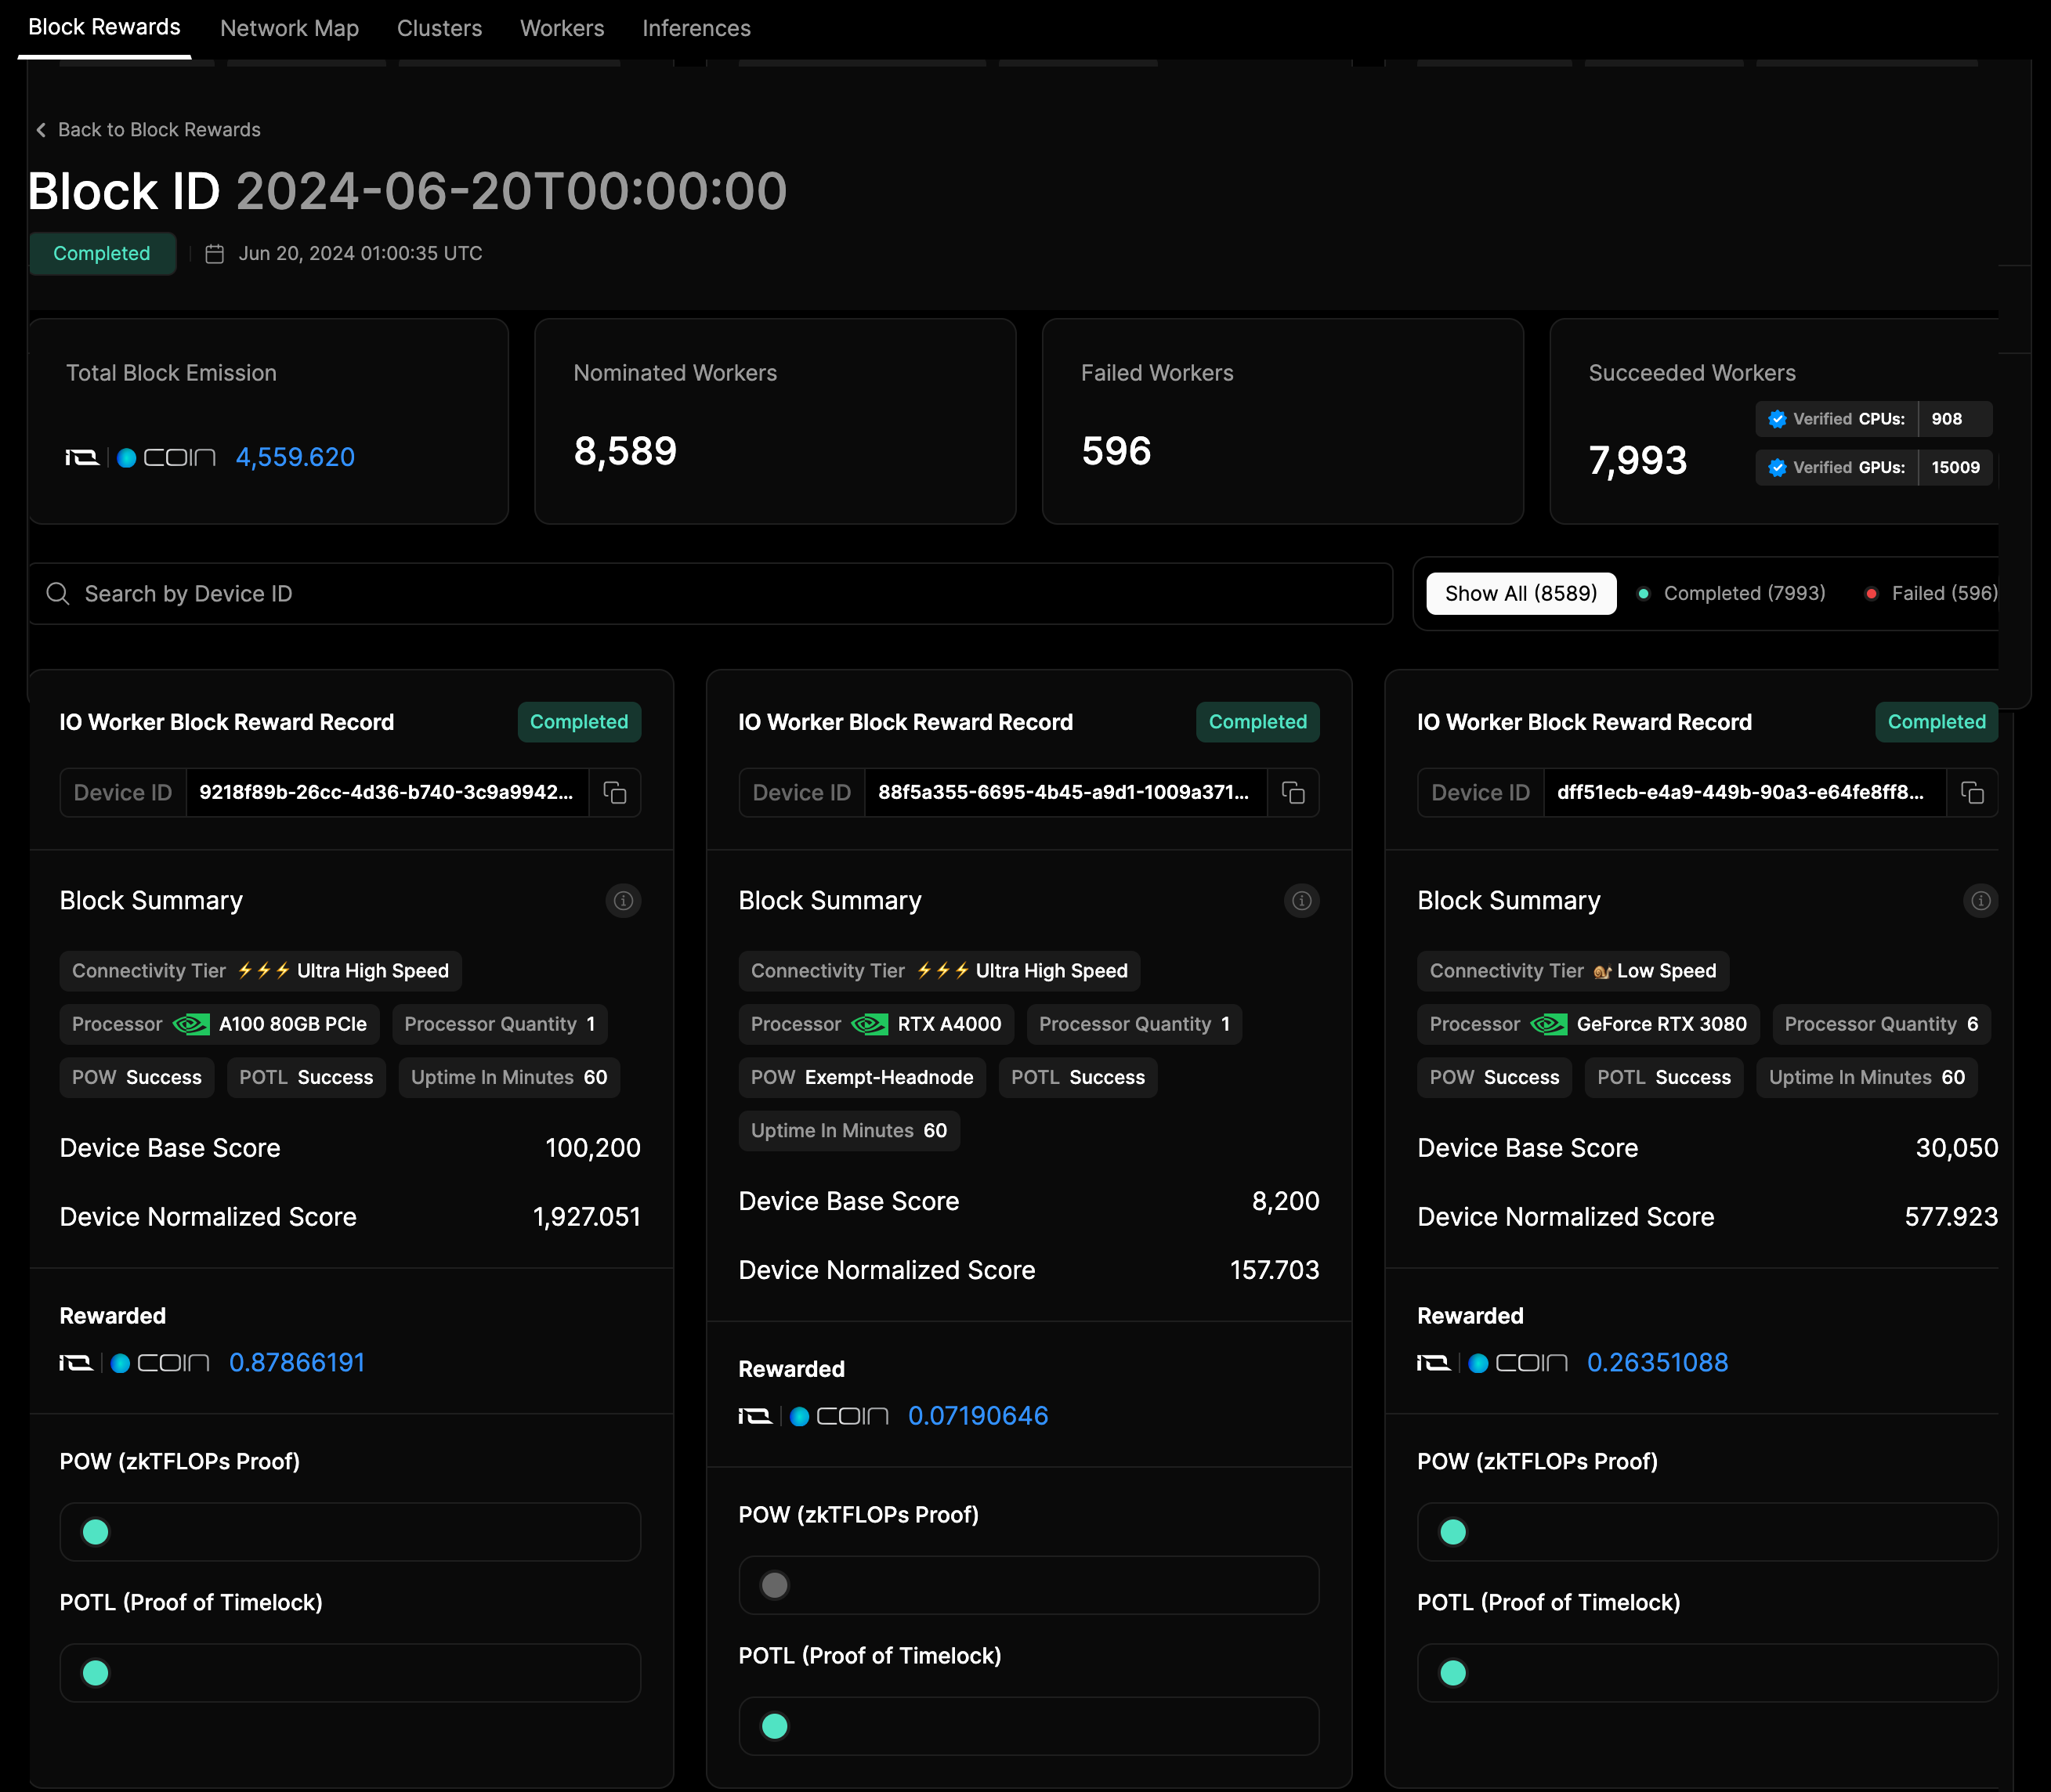 Block Rewards Network Map Clusters Workers Inferences
Back to Block Rewards
Block ID 2024-06-20T00:00:00
Completed Jun 20, 2024 01:00:35 UTC
Total Block Emission
IO COIN 4,559.620
Nominated Workers
8,589
Failed Workers
596
Succeeded Workers
7,993
Verified CPUs: 908
Verified GPUs: 15009
Search by Device ID
Show All (8589) Completed (7993) Failed (596)
IO Worker Block Reward Record Completed
Device ID 9218f89b-26cc-4d36-b740-3c9a9942...
Block Summary
Connectivity Tier ⚡⚡⚡ Ultra High Speed
Processor A100 80GB PCIe Processor Quantity 1
POW Success POTL Success Uptime In Minutes 60
Device Base Score 100,200
Device Normalized Score 1,927.051
Rewarded
IO COIN 0.87866191
POW (zkTFLOPs Proof)
POTL (Proof of Timelock)
IO Worker Block Reward Record Completed
Device ID 88f5a355-6695-4b45-a9d1-1009a371...
Block Summary
Connectivity Tier ⚡⚡⚡ Ultra High Speed
Processor RTX A4000 Processor Quantity 1
POW Exempt-Headnode POTL Success
Uptime In Minutes 60
Device Base Score 8,200
Device Normalized Score 157.703
Rewarded
IO COIN 0.07190646
POW (zkTFLOPs Proof)
POTL (Proof of Timelock)
IO Worker Block Reward Record Completed
Device ID dff51ecb-e4a9-449b-90a3-e64fe8ff8...
Block Summary
Connectivity Tier 🐌 Low Speed
Processor GeForce RTX 3080 Processor Quantity 6
POW Success POTL Success Uptime In Minutes 60
Device Base Score 30,050
Device Normalized Score 577.923
Rewarded
IO COIN 0.26351088
POW (zkTFLOPs Proof)
POTL (Proof of Timelock)